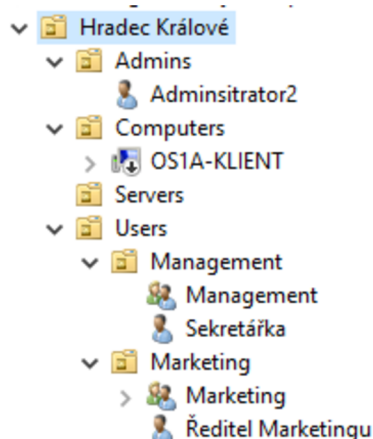 Hradec Králové
Admins
Adminsitrator2
Computers
OS1A-KLIENT
Servers
Users
Management
Management
Sekretářka
Marketing
Marketing
Ředitel Marketingu